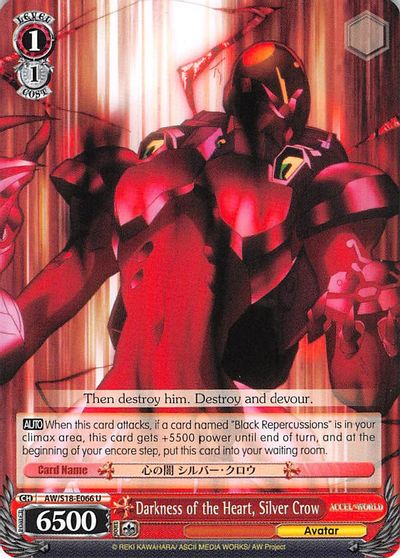 LEVEL
1
1
COST
Then destroy him. Destroy and devour.
AUTO When this card attacks, if a card named "Black Repercussions" is in your
climax area, this card gets +5500 power until end of turn, and at the
beginning of your encore step, put this card into your waiting room.
Card Name 心の闇 シルバー・クロウ
CH AW/S18-E066 U
Darkness of the Heart, Silver Crow
ACCEL WORLD
POWER
6500
Avatar
© REKI KAWAHARA/ ASCII MEDIA WORKS/ AW Project